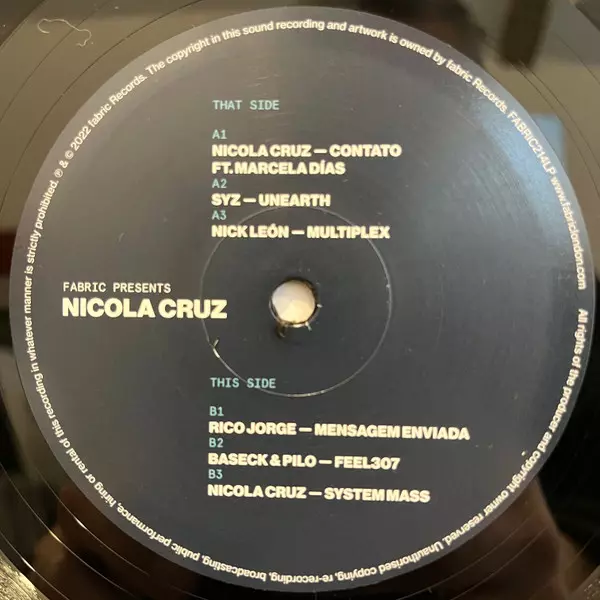 THAT SIDE
A1
NICOLA CRUZ — CONTATO
FT. MARCELA DÍAS
A2
SYZ — UNEARTH
A3
NICK LEÓN — MULTIPLEX
FABRIC PRESENTS
NICOLA CRUZ
THIS SIDE
B1
RICO JORGE — MENSAGEM ENVIADA
B2
BASECK & PILO — FEEL307
B3
NICOLA CRUZ — SYSTEM MASS
℗ & © 2022 fabric Records. The copyright in this sound recording and artwork is owned by fabric Records. FABRIC214LP www.fabriclondon.com
All rights of the producer and copyright owner reserved. Unauthorised copying, re-recording, broadcasting, public performance, hiring or rental of this recording in whatever manner is strictly prohibited.